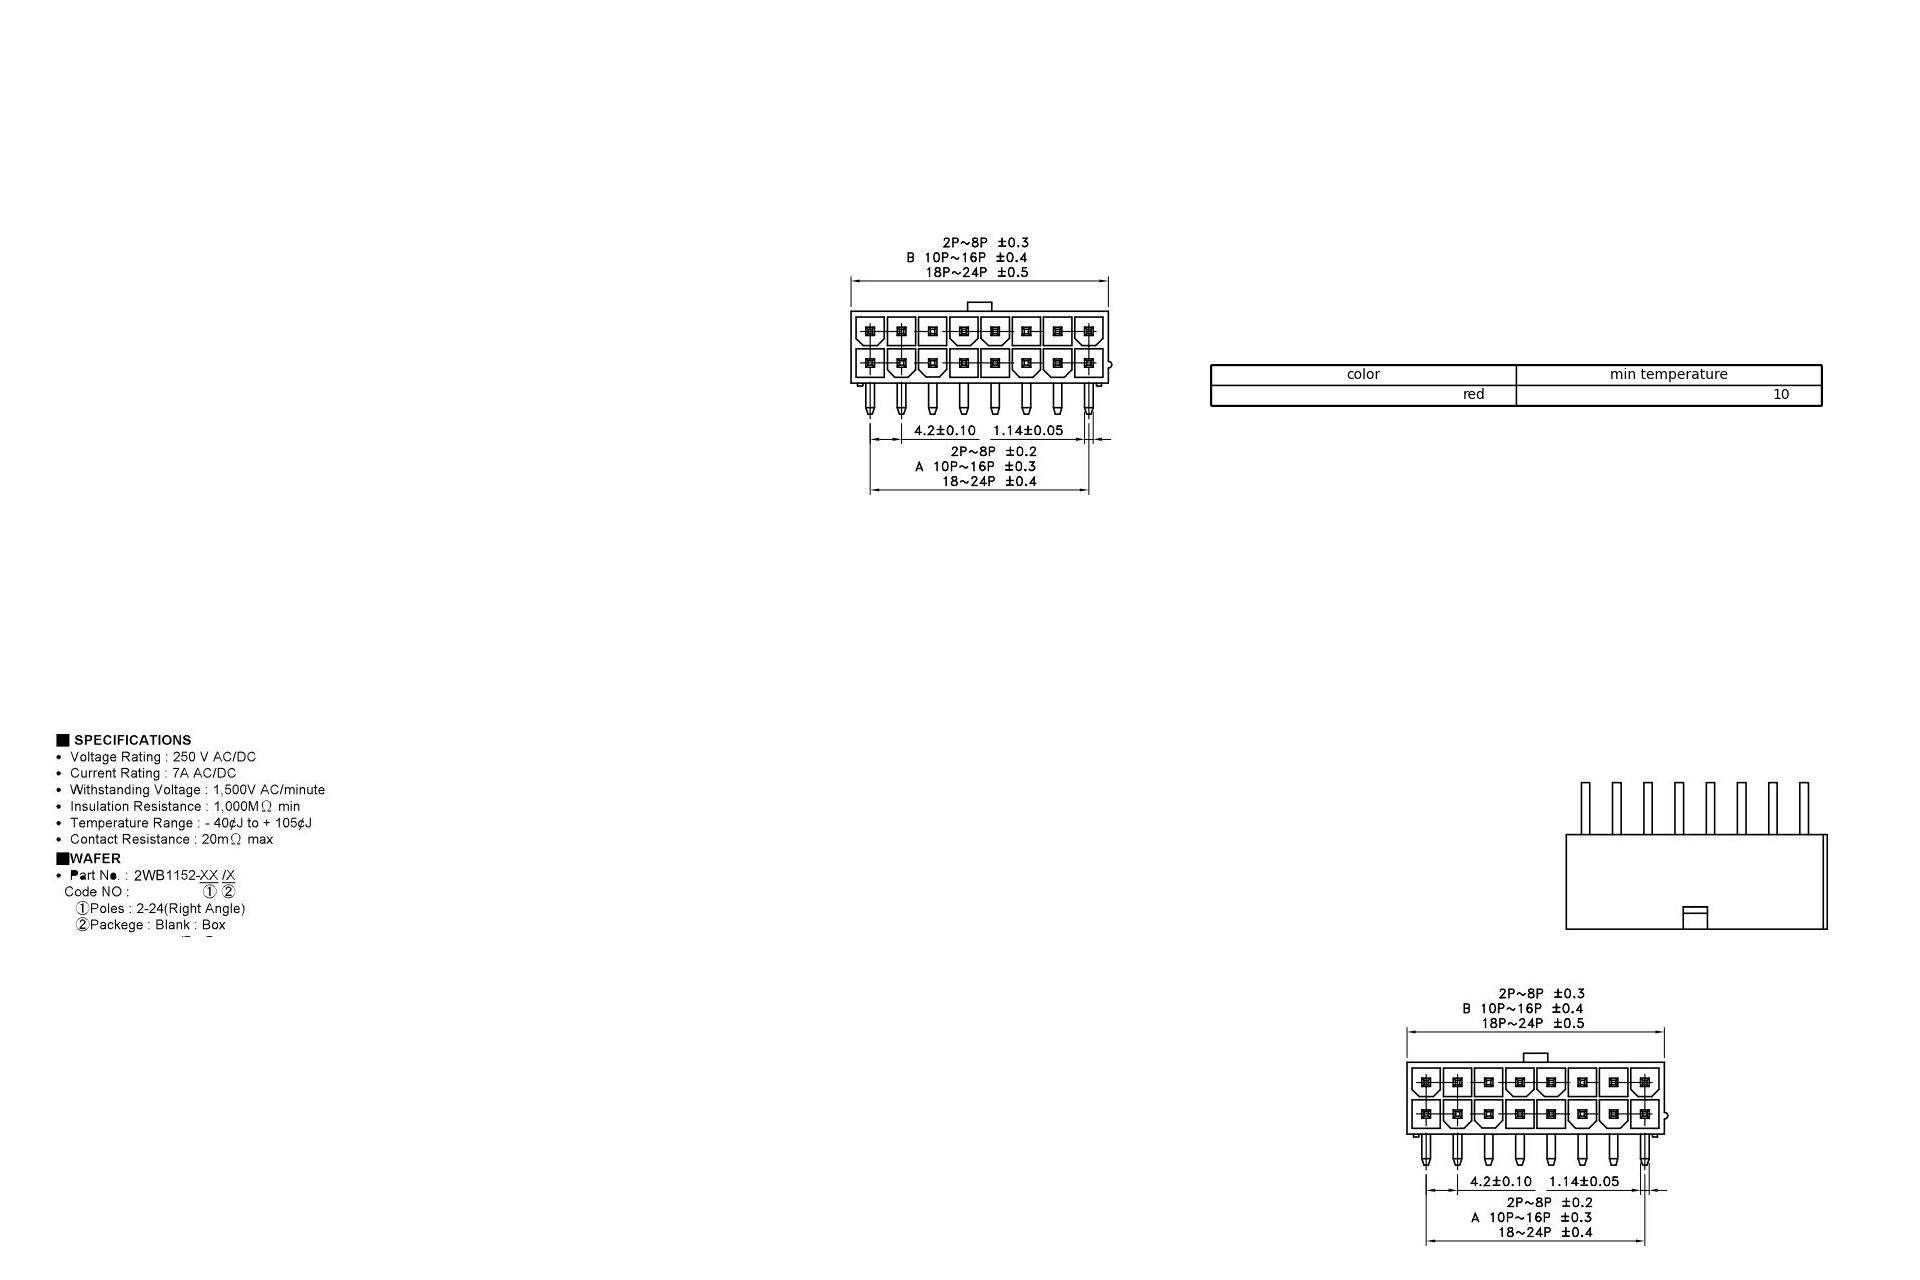 2P~8P ±0.3
B 10P~16P ±0.4
18P~24P ±0.5
4.2±0.10 1.14±0.05
2P~8P ±0.2
A 10P~16P ±0.3
18~24P ±0.4
color min temperature
red 10
■ SPECIFICATIONS
• Voltage Rating : 250 V AC/DC
• Current Rating : 7A AC/DC
• Withstanding Voltage : 1,500V AC/minute
• Insulation Resistance : 1,000MΩ min
• Temperature Range : - 40¢J to + 105¢J
• Contact Resistance : 20mΩ max
■WAFER
• Part No. : 2WB1152-XX /X
Code NO : ① ②
①Poles : 2-24(Right Angle)
②Packege : Blank : Box
2P~8P ±0.3
B 10P~16P ±0.4
18P~24P ±0.5
4.2±0.10 1.14±0.05
2P~8P ±0.2
A 10P~16P ±0.3
18~24P ±0.4